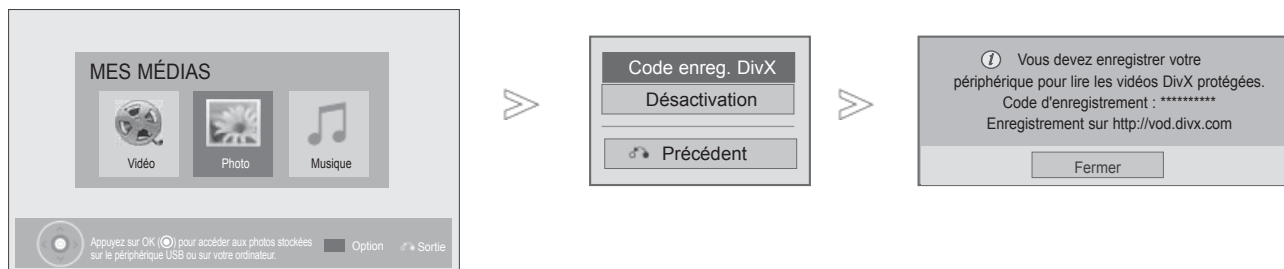 MES MÉDIAS
Vidéo
Photo
Musique
Appuyez sur OK (◉) pour accéder aux photos stockées
sur le périphérique USB ou sur votre ordinateur.
Option
Sortie
Code enreg. DivX
Désactivation
Précédent
Vous devez enregistrer votre
périphérique pour lire les vidéos DivX protégées.
Code d'enregistrement : **********
Enregistrement sur http://vod.divx.com
Fermer